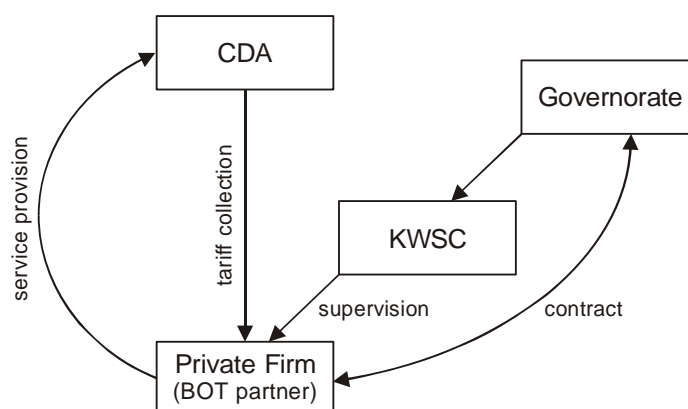 CDA
Governorate
service provision
tariff collection
KWSC
supervision
contract
Private Firm
(BOT partner)